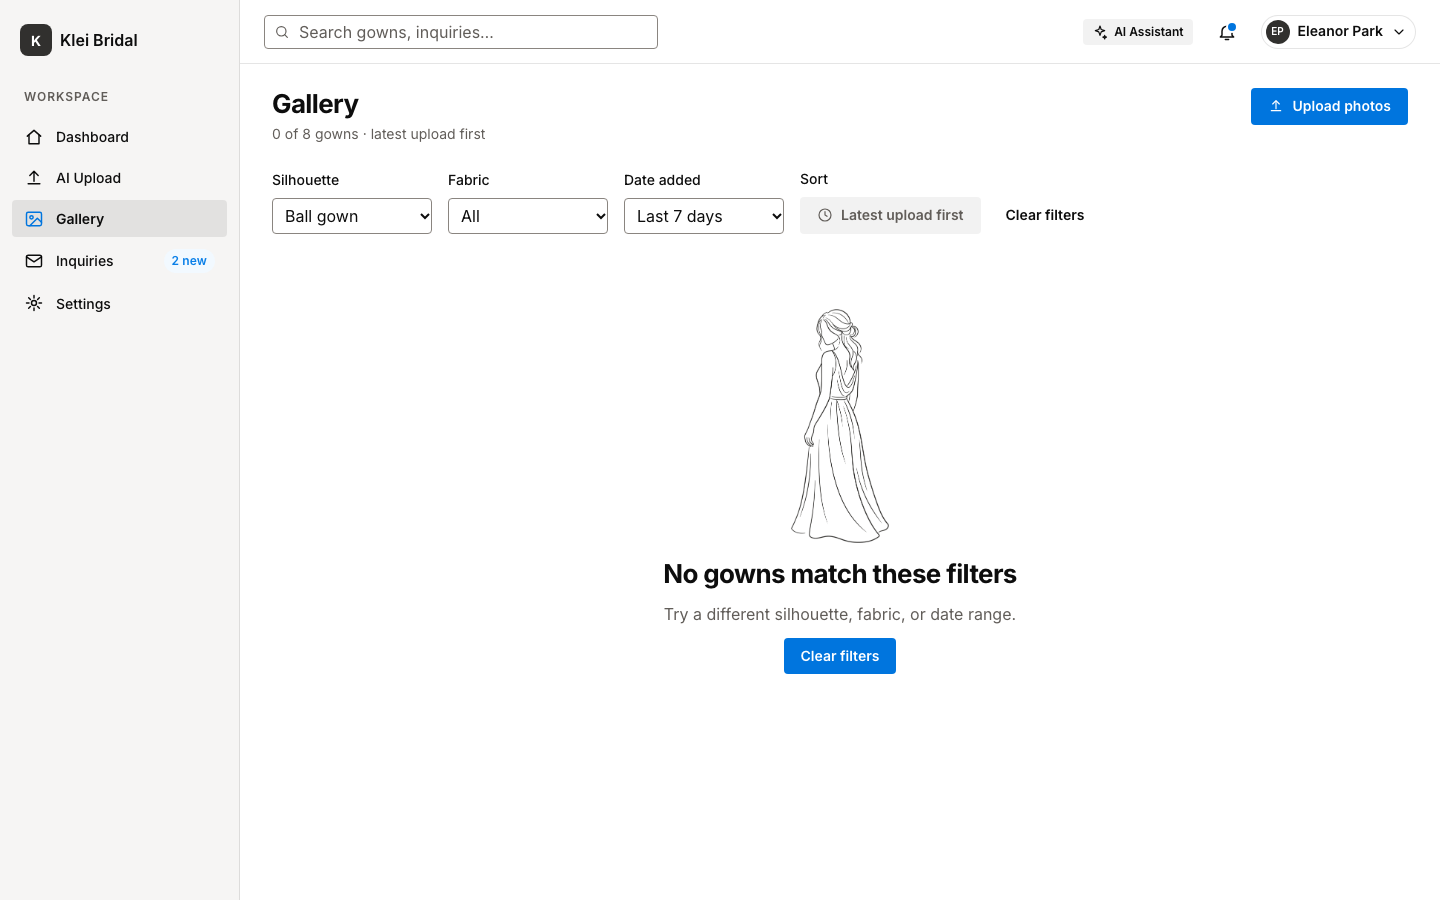 K
Klei Bridal
WORKSPACE
Dashboard
AI Upload
Gallery
Inquiries
2 new
Settings
Search gowns, inquiries...
AI Assistant
EP
Eleanor Park
Gallery
0 of 8 gowns · latest upload first
Upload photos
Silhouette
Fabric
Date added
Sort
Ball gown
All
Last 7 days
Latest upload first
Clear filters
No gowns match these filters
Try a different silhouette, fabric, or date range.
Clear filters